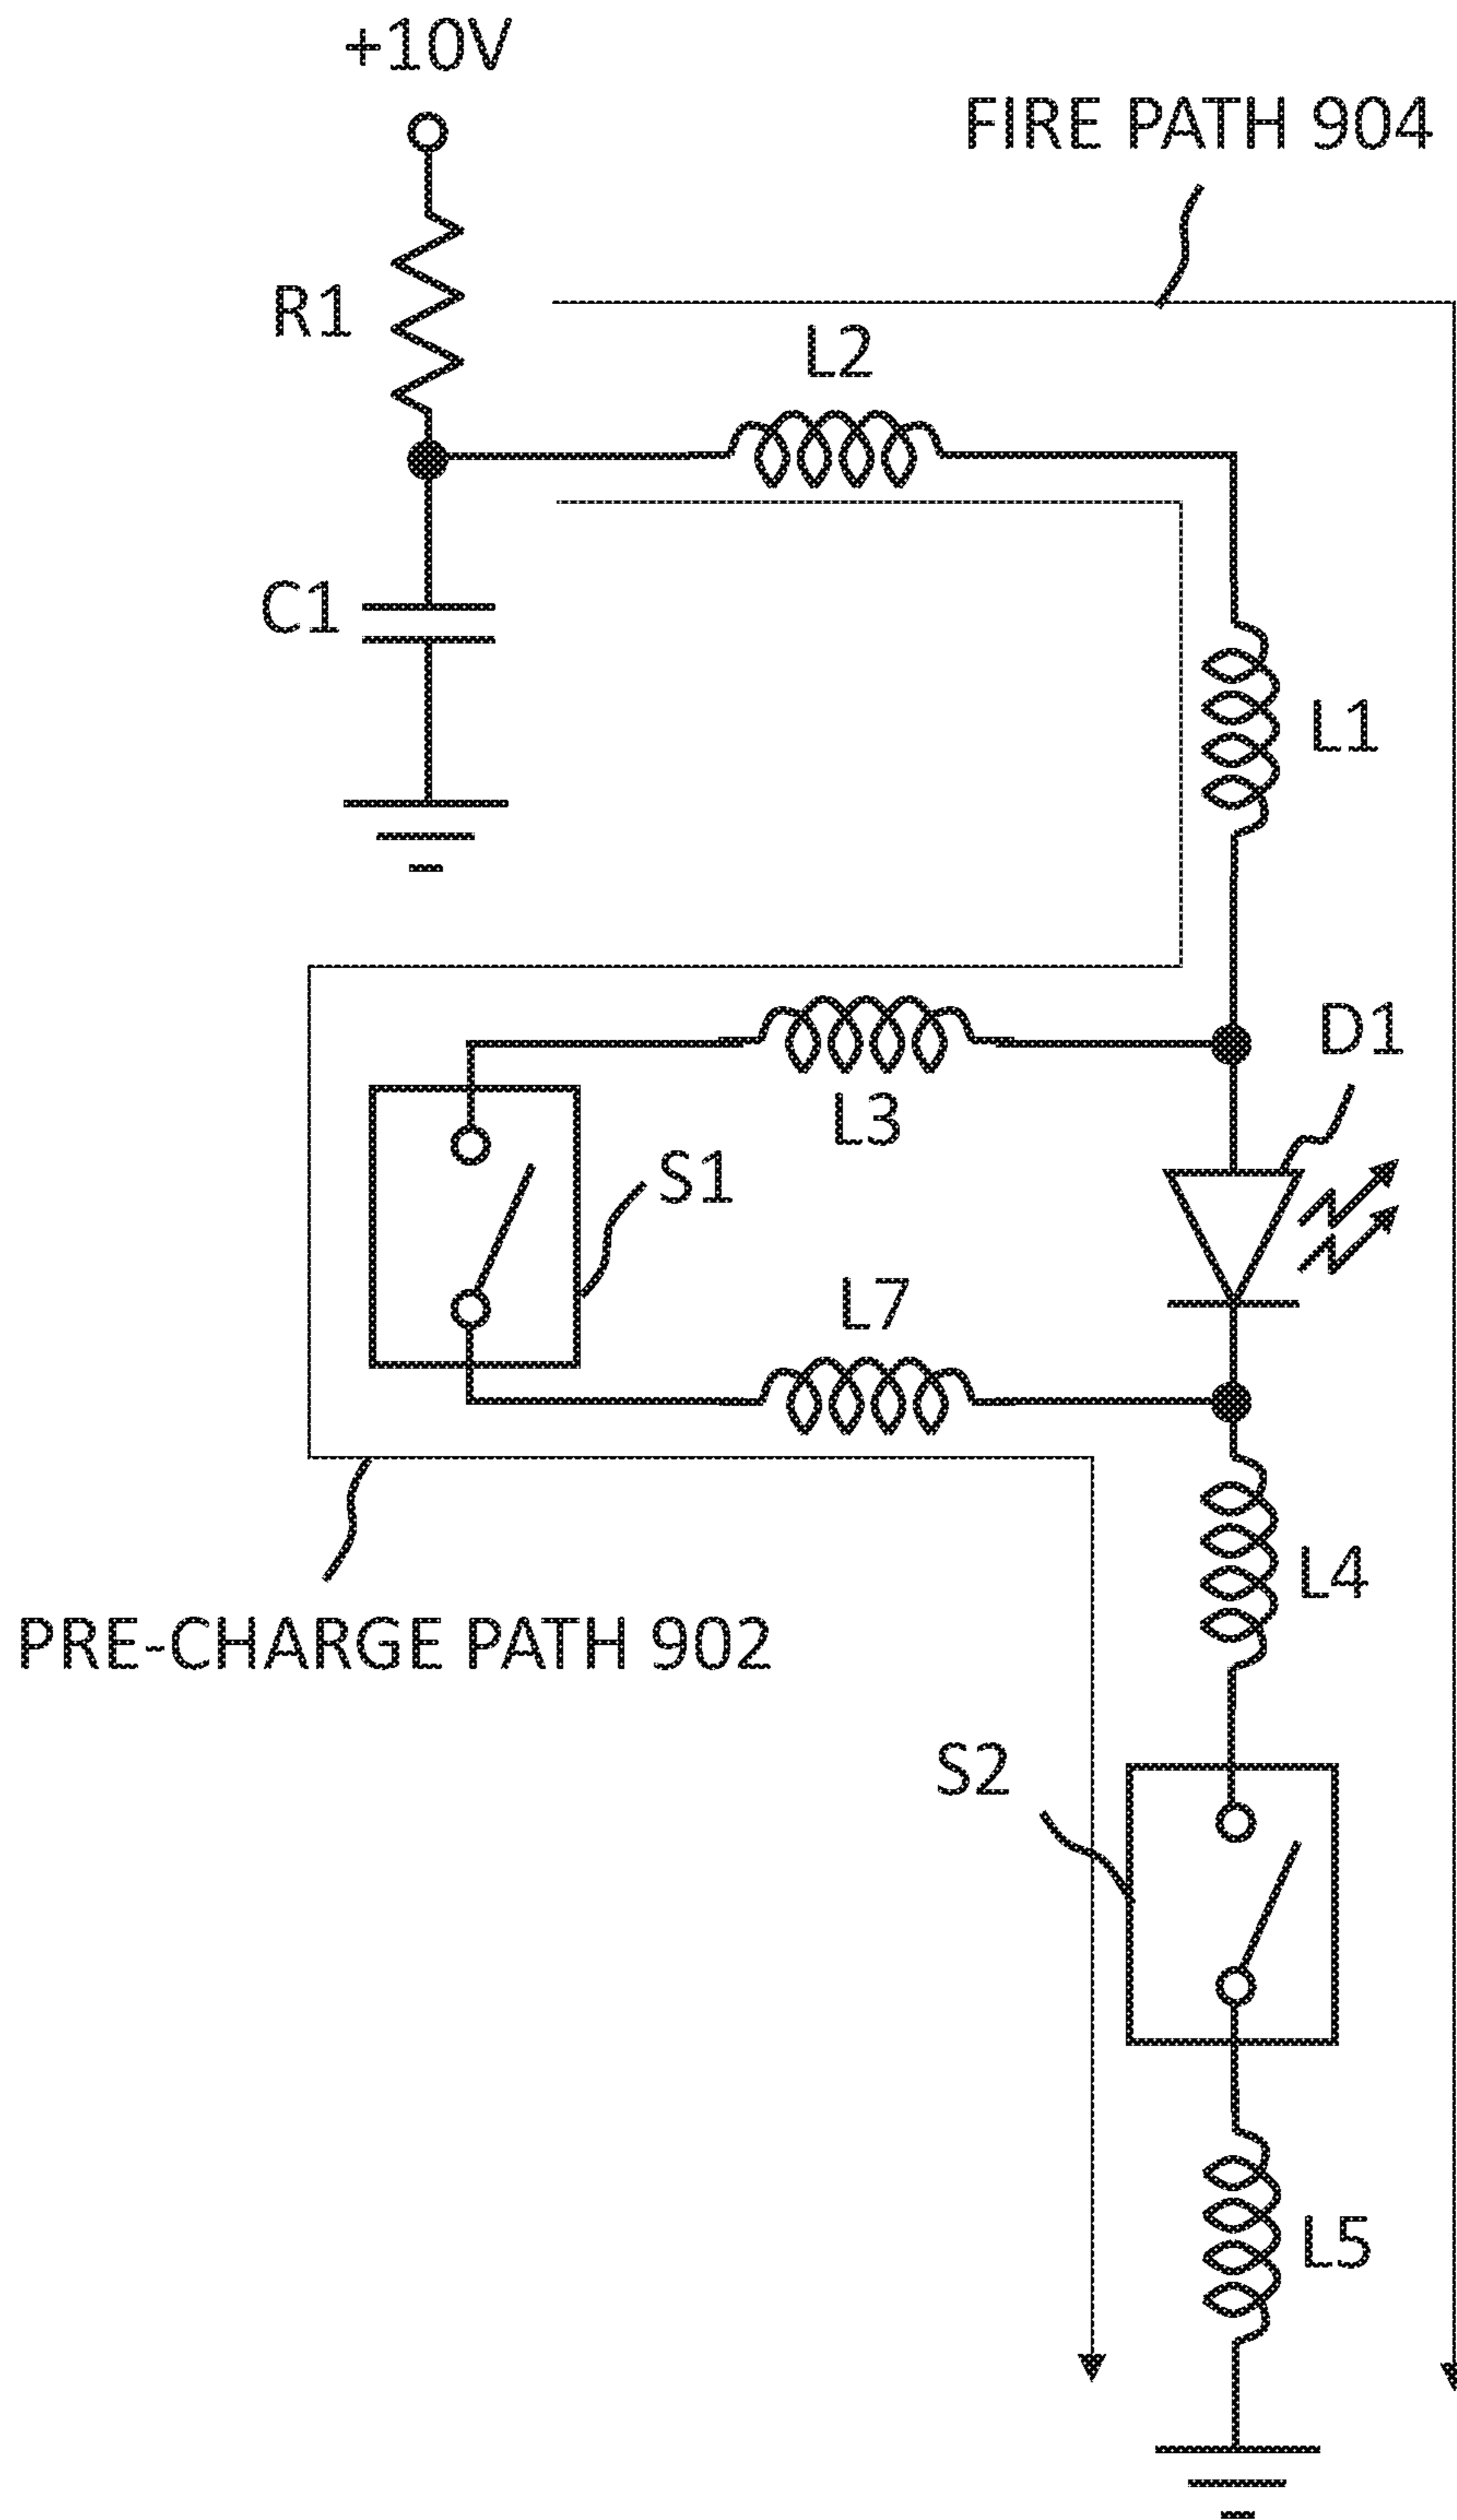 +10V
FIRE PATH 904
R1
L2
C1
L1
D1
L3
S1
L7
L4
PRE-CHARGE PATH 902
S2
L5